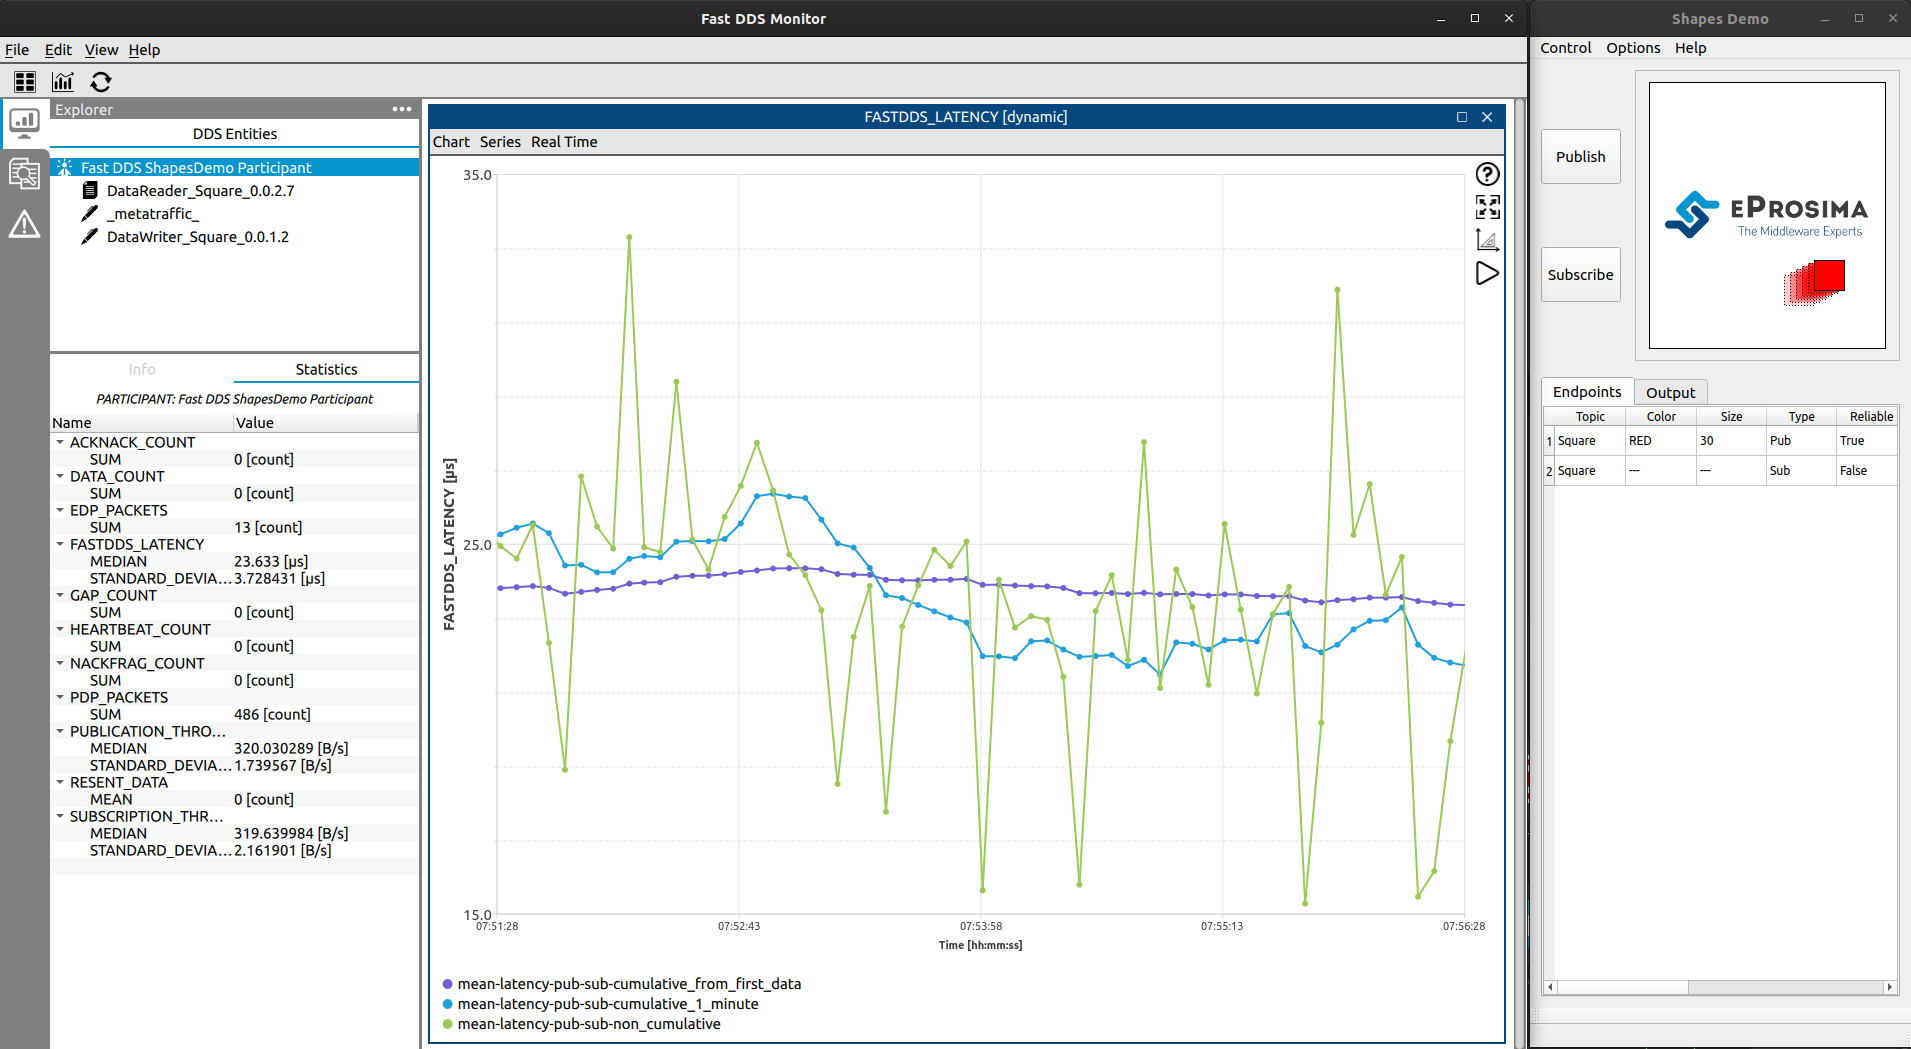 Fast DDS Monitor
File Edit View Help
Explorer
DDS Entities
Fast DDS ShapesDemo Participant
DataReader_Square_0.0.2.7
_metatraffic_
DataWriter_Square_0.0.1.2
Info Statistics
PARTICIPANT: Fast DDS ShapesDemo Participant
Name Value
ACKNACK_COUNT
SUM 0 [count]
DATA_COUNT
SUM 0 [count]
EDP_PACKETS
SUM 13 [count]
FASTDDS_LATENCY
MEDIAN 23.633 [µs]
STANDARD_DEVIA... 3.728431 [µs]
GAP_COUNT
SUM 0 [count]
HEARTBEAT_COUNT
SUM 0 [count]
NACKFRAG_COUNT
SUM 0 [count]
PDP_PACKETS
SUM 486 [count]
PUBLICATION_THRO...
MEDIAN 320.030289 [B/s]
STANDARD_DEVIA... 1.739567 [B/s]
RESENT_DATA
MEAN 0 [count]
SUBSCRIPTION_THR...
MEDIAN 319.639984 [B/s]
STANDARD_DEVIA... 2.161901 [B/s]
FASTDDS_LATENCY [dynamic]
Chart Series Real Time
35.0
25.0
15.0
FASTDDS_LATENCY [µs]
07:51:28 07:52:43 07:53:58 07:55:13 07:56:28
Time [hh:mm:ss]
mean-latency-pub-sub-cumulative_from_first_data
mean-latency-pub-sub-cumulative_1_minute
mean-latency-pub-sub-non_cumulative
Shapes Demo
Control Options Help
Publish
Subscribe
EPROSIMA
The Middleware Experts
Endpoints Output
Topic Color Size Type Reliable
1 Square RED 30 Pub True
2 Square --- --- Sub False